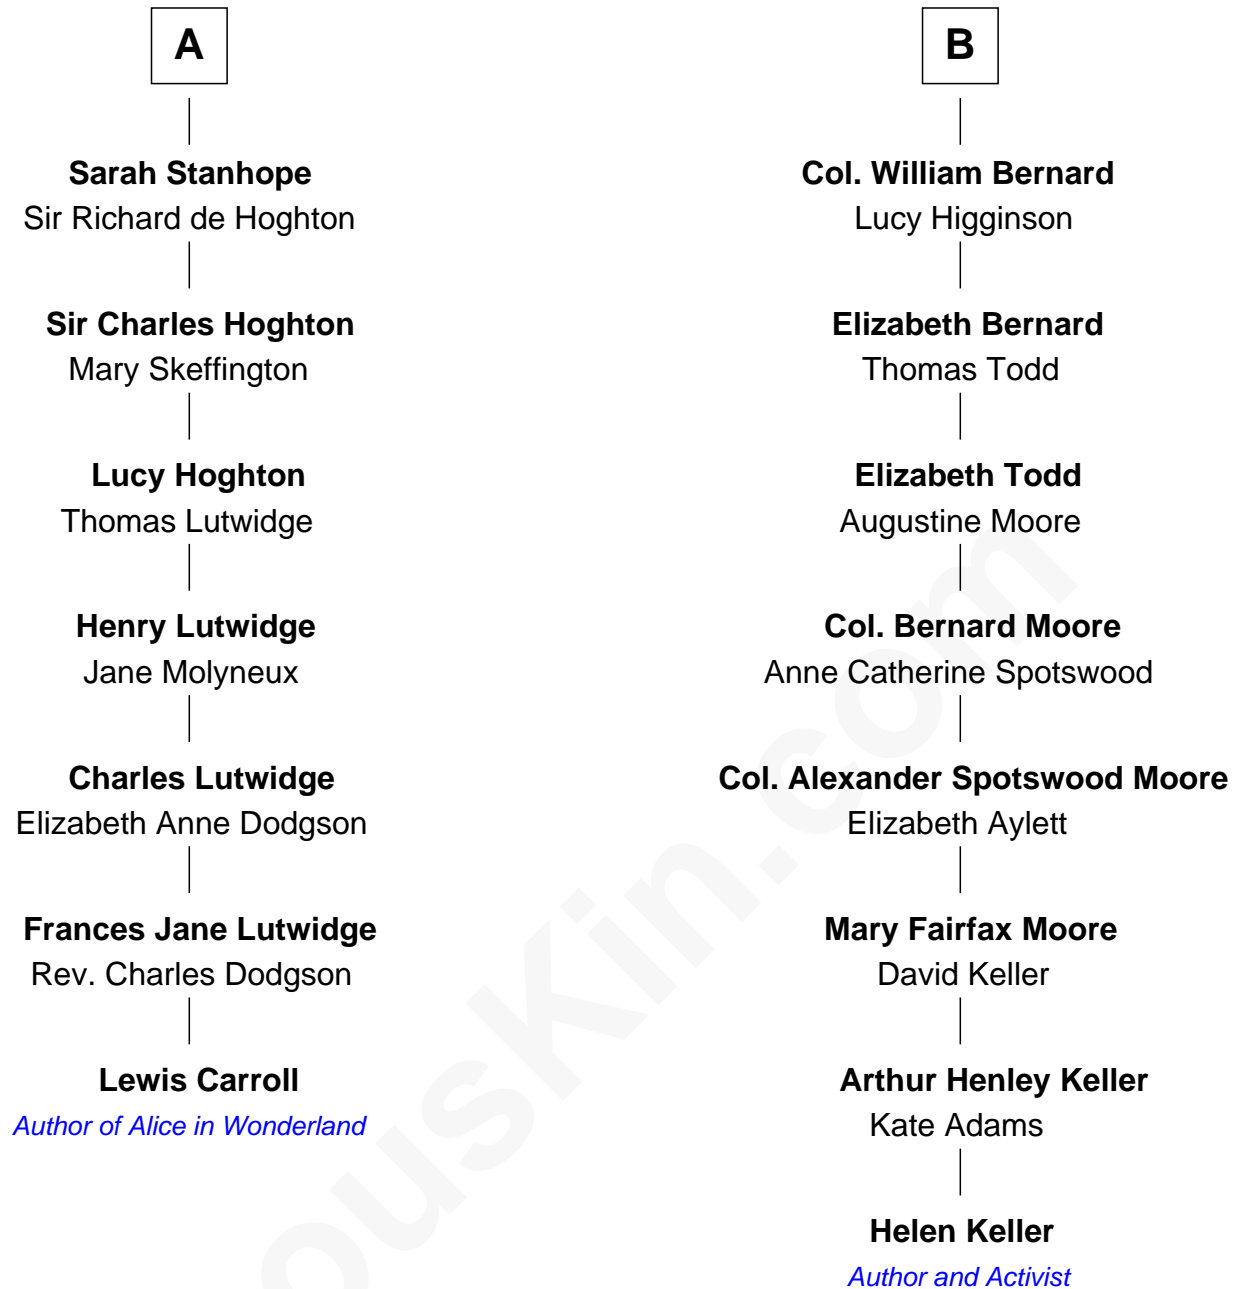 A
Sarah Stanhope
Sir Richard de Hoghton
Sir Charles Hoghton
Mary Skeffington
Lucy Hoghton
Thomas Lutwidge
Henry Lutwidge
Jane Molyneux
Charles Lutwidge
Elizabeth Anne Dodgson
Frances Jane Lutwidge
Rev. Charles Dodgson
Lewis Carroll
Author of Alice in Wonderland
B
Col. William Bernard
Lucy Higginson
Elizabeth Bernard
Thomas Todd
Elizabeth Todd
Augustine Moore
Col. Bernard Moore
Anne Catherine Spotswood
Col. Alexander Spotswood Moore
Elizabeth Aylett
Mary Fairfax Moore
David Keller
Arthur Henley Keller
Kate Adams
Helen Keller
Author and Activist
ousKin.com